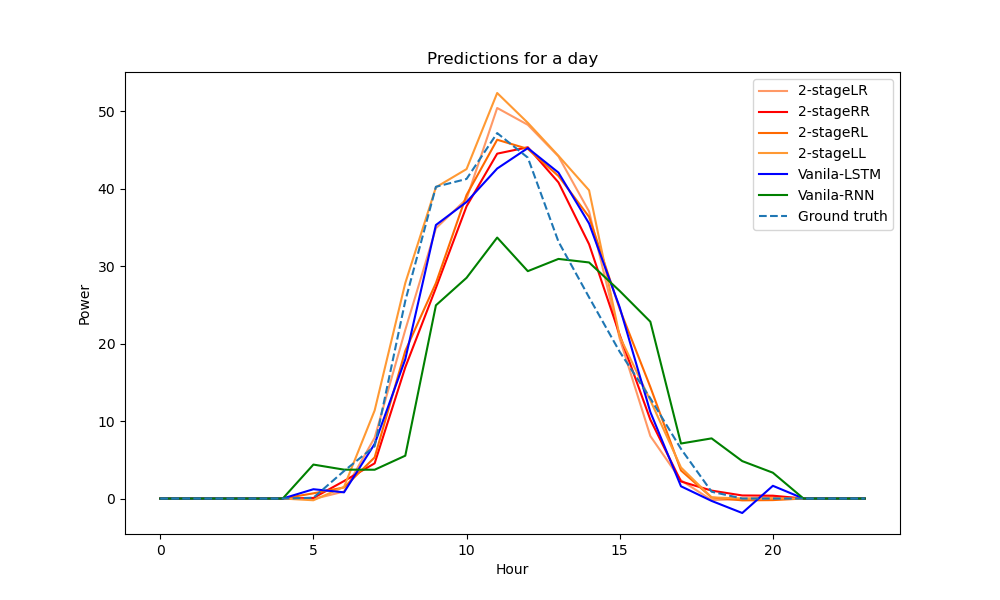 Predictions for a day
2-stageLR
2-stageRR
2-stageRL
2-stageLL
Vanila-LSTM
Vanila-RNN
Ground truth
Power
50
40
30
20
10
0
0 5 10 15 20
Hour